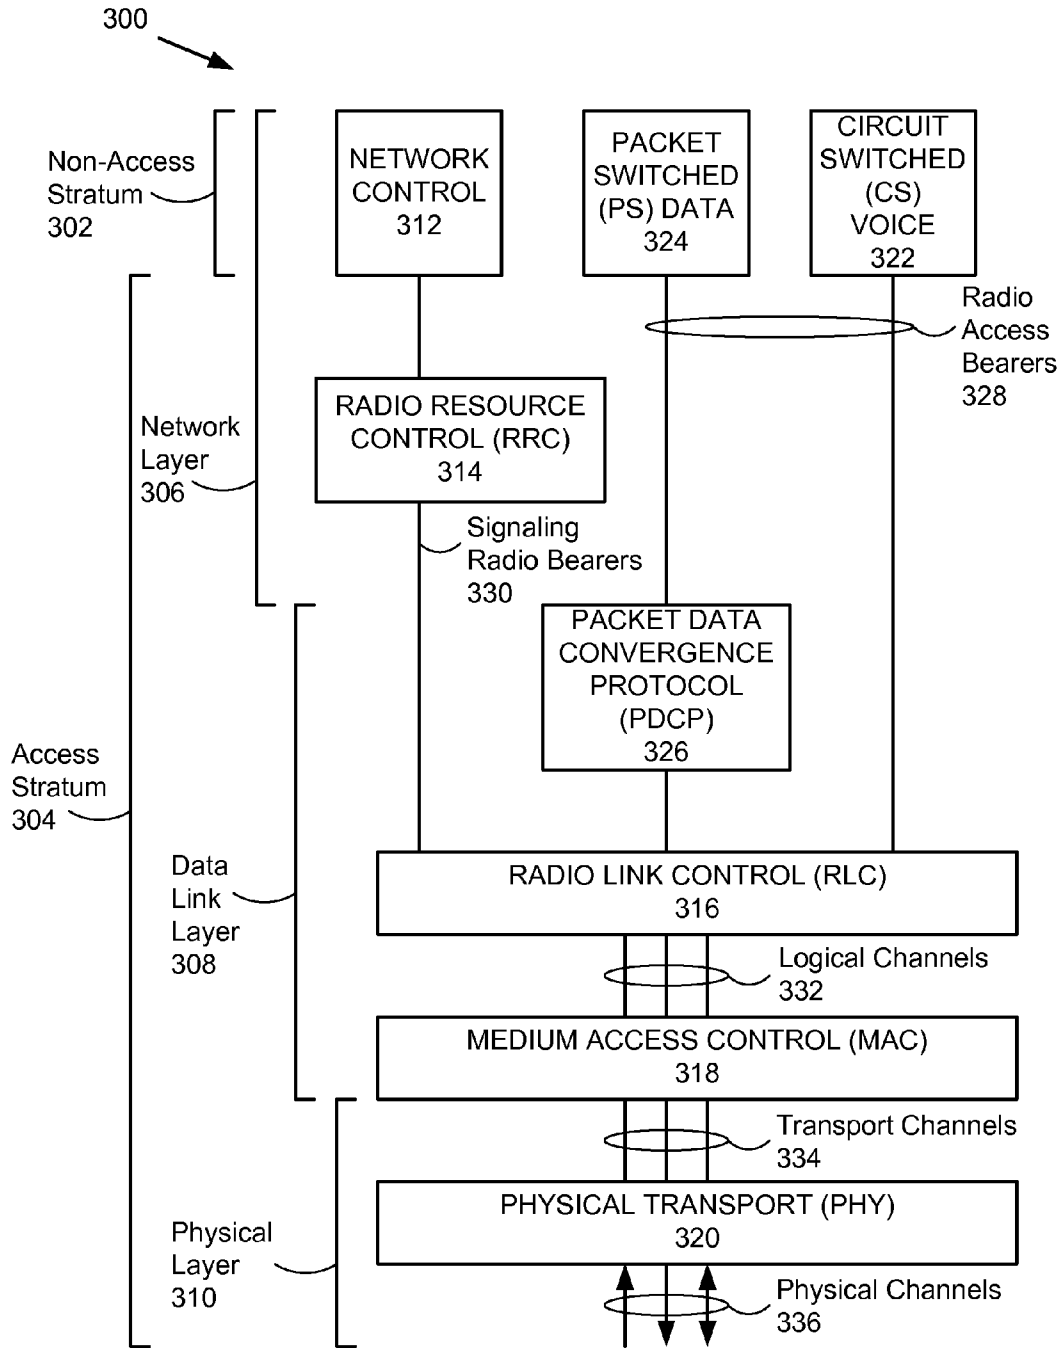 300
Non-Access
Stratum
302
NETWORK
CONTROL
312
PACKET
SWITCHED
(PS) DATA
324
CIRCUIT
SWITCHED
(CS)
VOICE
322
Radio
Access
Bearers
328
RADIO RESOURCE
CONTROL (RRC)
314
Network
Layer
306
Signaling
Radio Bearers
330
PACKET DATA
CONVERGENCE
PROTOCOL
(PDCP)
326
Access
Stratum
304
Data
Link
Layer
308
RADIO LINK CONTROL (RLC)
316
Logical Channels
332
MEDIUM ACCESS CONTROL (MAC)
318
Transport Channels
334
PHYSICAL TRANSPORT (PHY)
320
Physical
Layer
310
Physical Channels
336